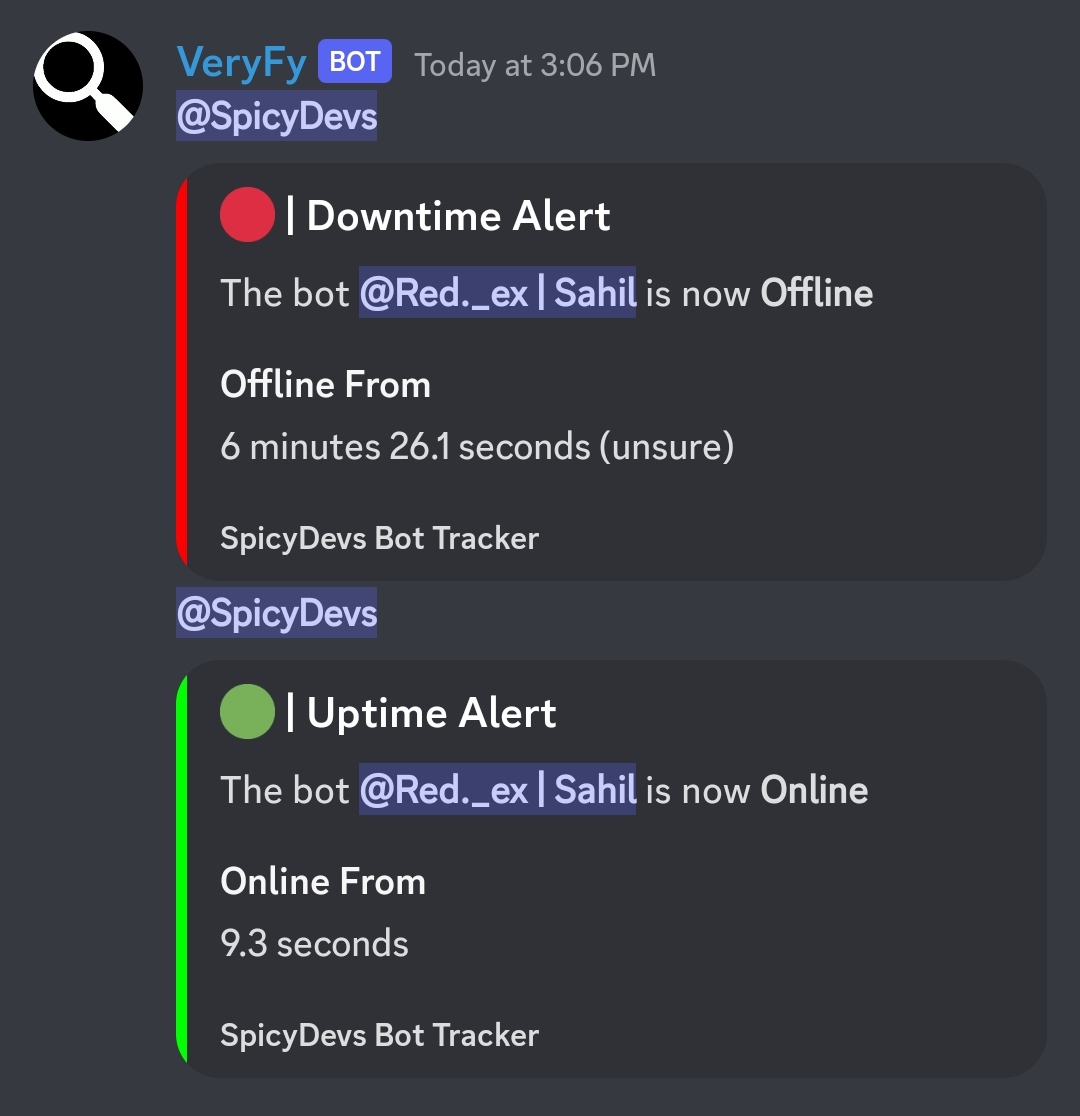 VeryFy BOT Today at 3:06 PM
@SpicyDevs
| Downtime Alert
The bot @Red._ex | Sahil is now Offline
Offline From
6 minutes 26.1 seconds (unsure)
SpicyDevs Bot Tracker
@SpicyDevs
| Uptime Alert
The bot @Red._ex | Sahil is now Online
Online From
9.3 seconds
SpicyDevs Bot Tracker